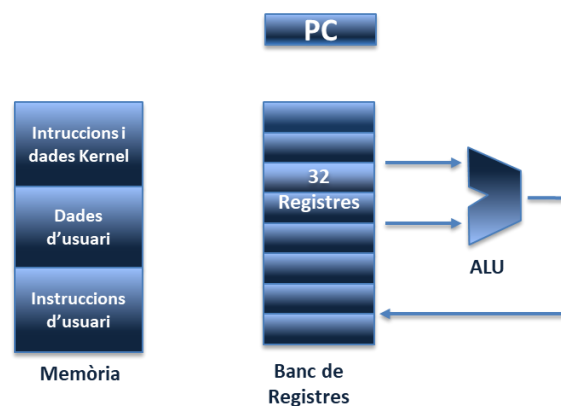 PC
Intruccions i
dades Kernel
Dades
d'usuari
Instruccions
d'usuari
Memòria
32
Registres
Banc de
Registres
ALU